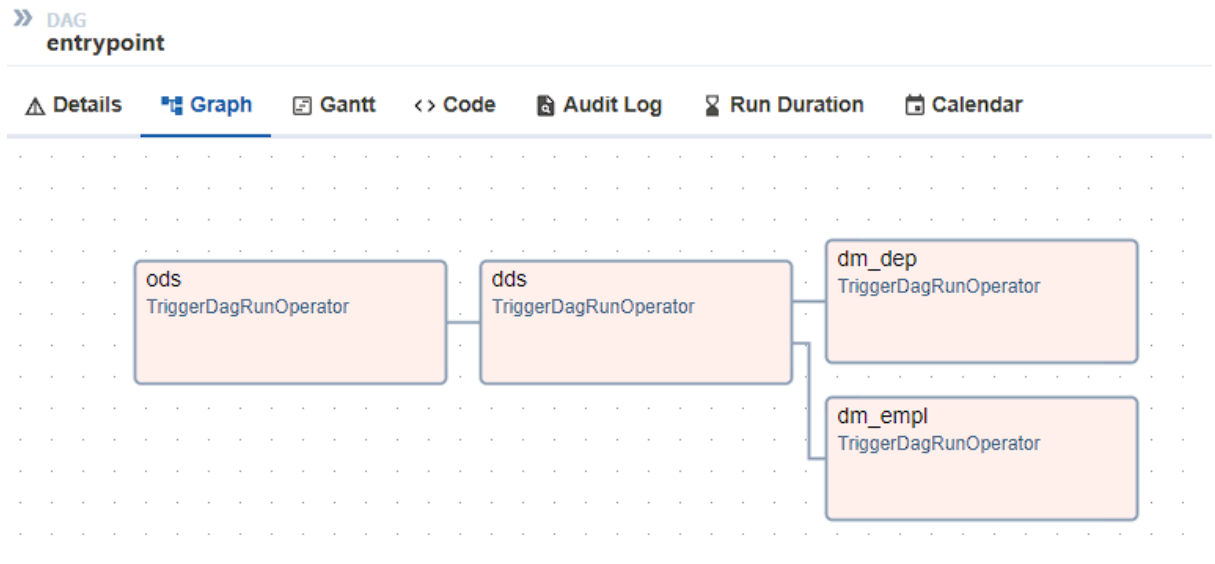 DAG
entrypoint
Details Graph Gantt <> Code Audit Log Run Duration Calendar
ods
TriggerDagRunOperator
dds
TriggerDagRunOperator
dm_dep
TriggerDagRunOperator
dm_empl
TriggerDagRunOperator